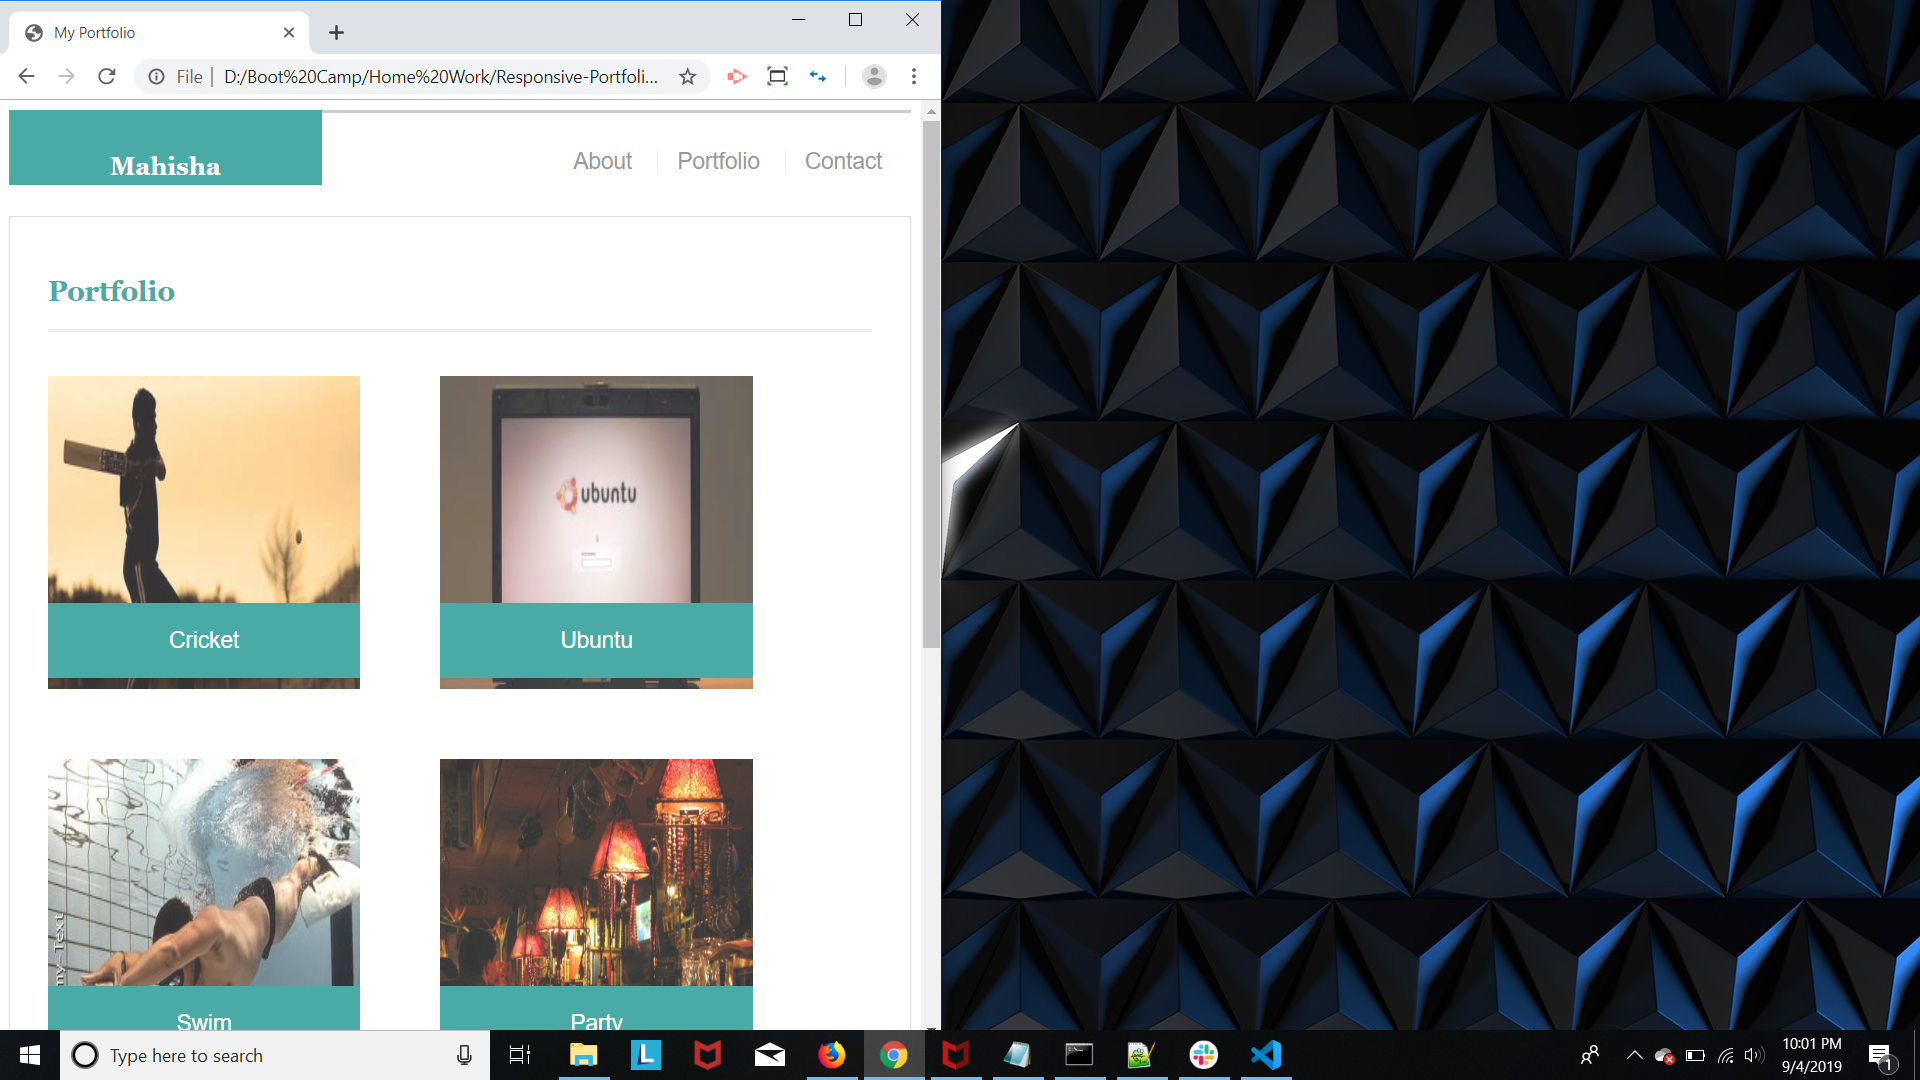 My Portfolio
File | D:/Boot%20Camp/Home%20Work/Responsive-Portfoli...
Mahisha
About
Portfolio
Contact
Portfolio
ubuntu
Cricket
Ubuntu
my-Text
Swim
Party
Type here to search
L
10:01 PM
9/4/2019
1